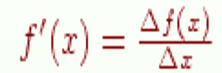 f'(x) = Δf(x) / Δx